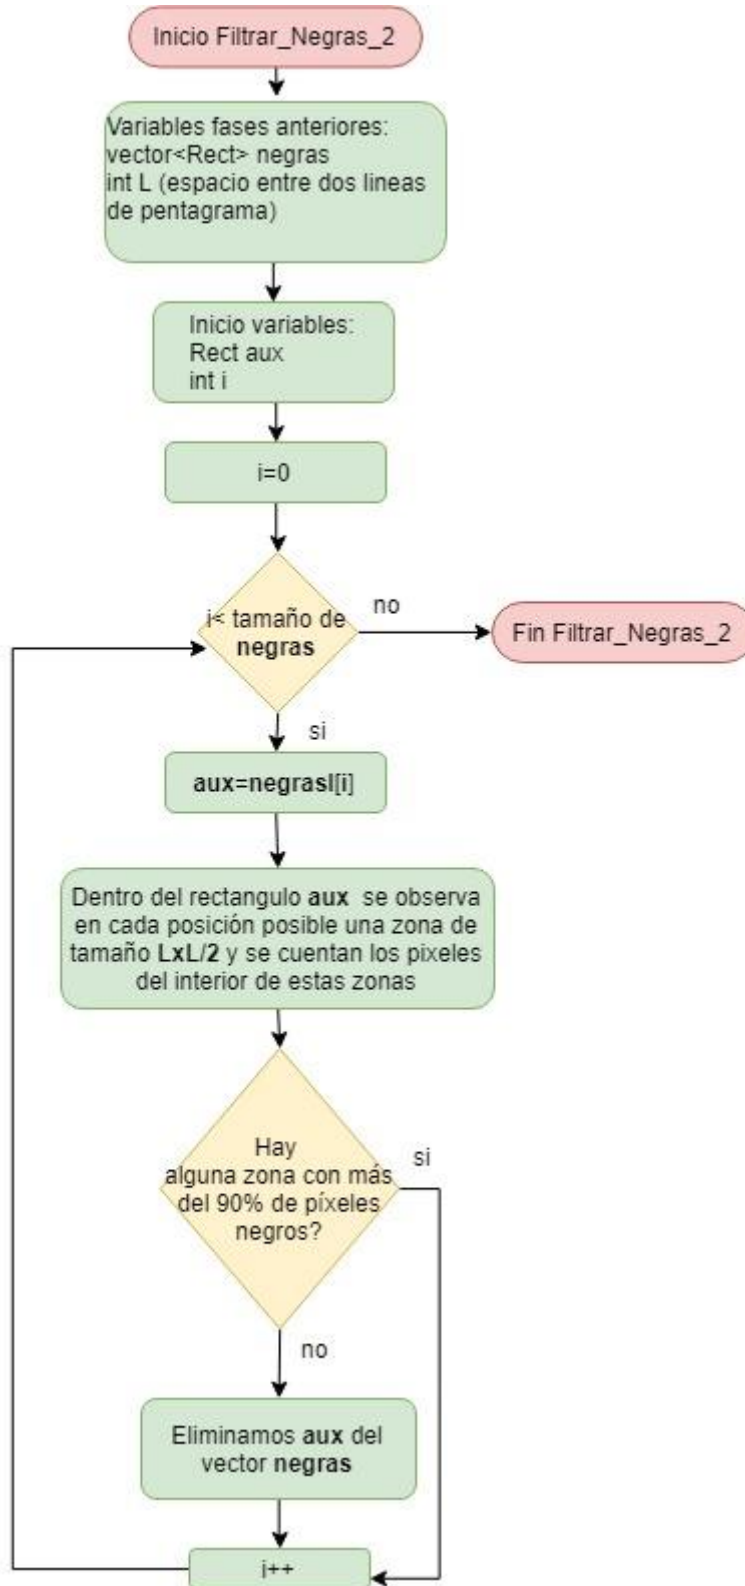 Inicio Filtrar_Negras_2
Variables fases anteriores:
vector<Rect> negras
int L (espacio entre dos lineas
de pentagrama)
Inicio variables:
Rect aux
int i
i=0
i< tamaño de
negras
no
Fin Filtrar_Negras_2
si
aux=negrasI[i]
Dentro del rectangulo aux se observa
en cada posición posible una zona de
tamaño LxL/2 y se cuentan los pixeles
del interior de estas zonas
Hay
alguna zona con más
del 90% de píxeles
negros?
si
no
Eliminamos aux del
vector negras
i++